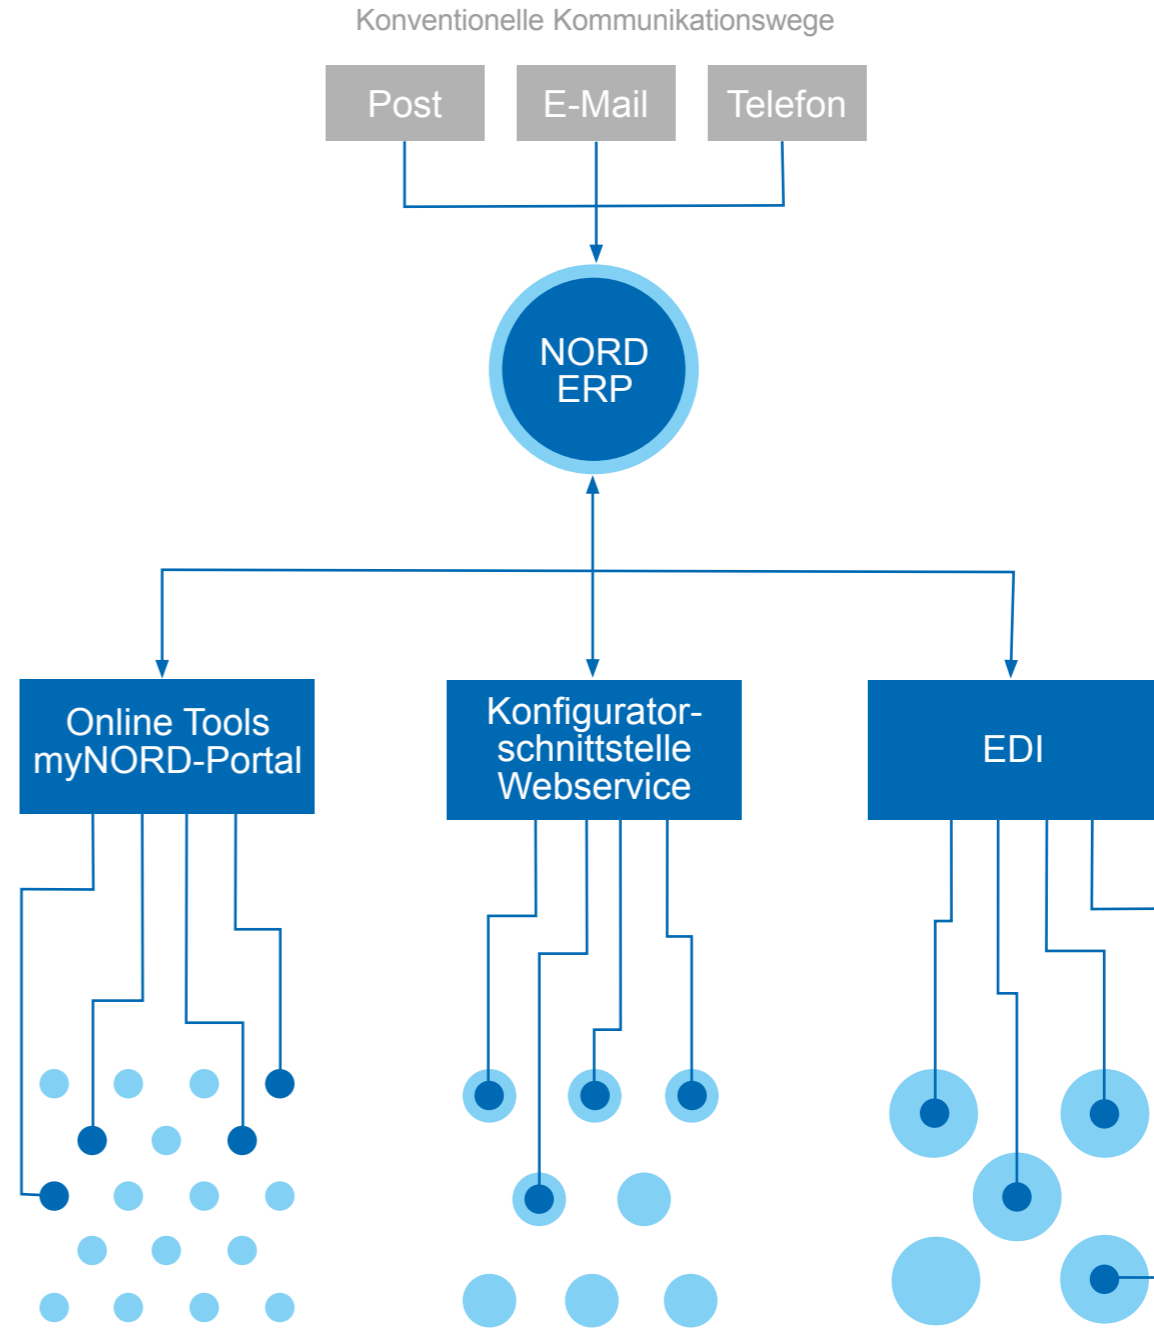 Konventionelle Kommunikationswege
Post
E-Mail
Telefon
NORD
ERP
Online Tools
myNORD-Portal
Konfigurator-
schnittstelle
Webservice
EDI